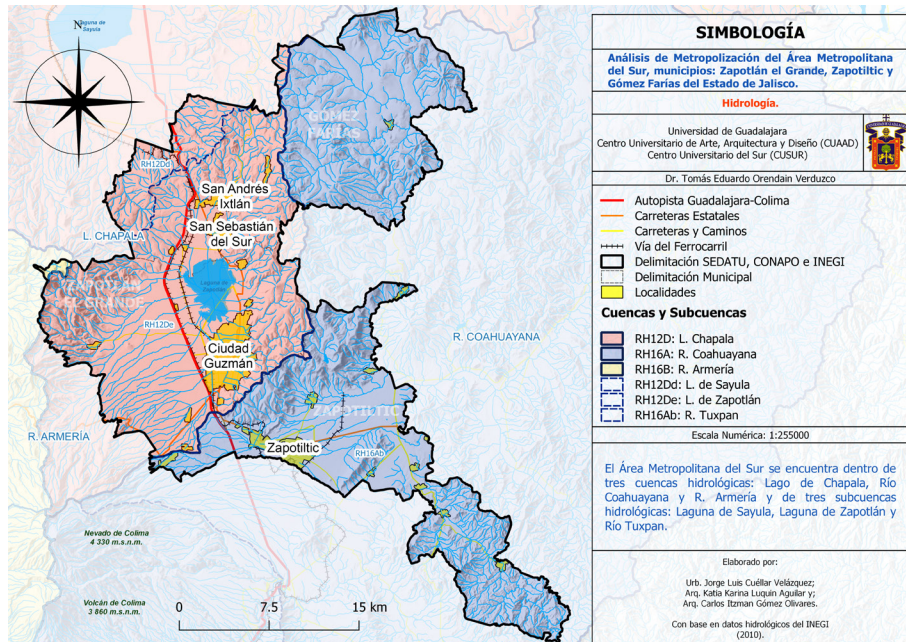 N
Laguna de
Sayula
GÓMEZ
FARÍAS
RH12Dd
San Andrés
Ixtlán
San Sebastián
del Sur
L. CHAPALA
ZAPOTLÁN
EL GRANDE
Laguna de
Zapotlán
RH12De
R. COAHUAYANA
Ciudad
Guzmán
ZAPOTILTIC
R. ARMERÍA
Zapotiltic
RH16Ab
Nevado de Colima
4 330 m.s.n.m.
Volcán de Colima
3 860 m.s.n.m.
0 7.5 15 km
SIMBOLOGÍA
Análisis de Metropolización del Área Metropolitana
del Sur, municipios: Zapotlán el Grande, Zapotiltic y
Gómez Farías del Estado de Jalisco.
Hidrología.
Universidad de Guadalajara
Centro Universitario de Arte, Arquitectura y Diseño (CUAAD)
Centro Universitario del Sur (CUSUR)
Dr. Tomás Eduardo Orendain Verduzco
Autopista Guadalajara-Colima
Carreteras Estatales
Carreteras y Caminos
Vía del Ferrocarril
Delimitación SEDATU, CONAPO e INEGI
Delimitación Municipal
Localidades
Cuencas y Subcuencas
RH12D: L. Chapala
RH16A: R. Coahuayana
RH16B: R. Armería
RH12Dd: L. de Sayula
RH12De: L. de Zapotlán
RH16Ab: R. Tuxpan
Escala Numérica: 1:255000
El Área Metropolitana del Sur se encuentra dentro de
tres cuencas hidrológicas: Lago de Chapala, Río
Coahuayana y R. Armería y de tres subcuencas
hidrológicas: Laguna de Sayula, Laguna de Zapotlán y
Río Tuxpan.
Elaborado por:
Urb. Jorge Luis Cuéllar Velázquez;
Arq. Katia Karina Luquin Aguilar y;
Arq. Carlos Itzman Gómez Olivares.
Con base en datos hidrológicos del INEGI
(2010).